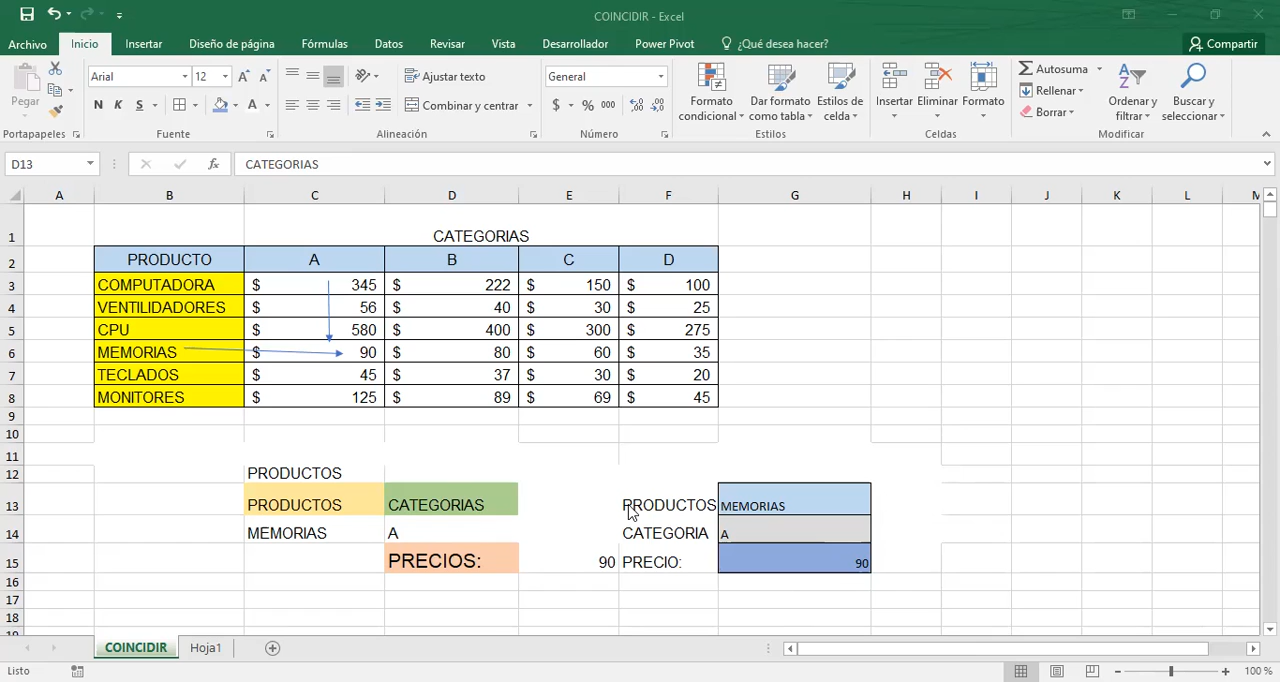 COINCIDIR - Excel
Archivo Inicio Insertar Diseño de página Fórmulas Datos Revisar Vista Desarrollador Power Pivot ¿Qué desea hacer? Compartir
Pegar
Arial 12
N K S
Ajustar texto
Combinar y centrar
General
$ % 000
Formato condicional
Dar formato como tabla
Estilos de celda
Insertar Eliminar Formato
Autosuma
Rellenar
Borrar
Ordenar y filtrar
Buscar y seleccionar
Portapapeles Fuente Alineación Número Estilos Celdas Modificar
D13 fx CATEGORIAS
A B C D E F G H I J K L M
1 CATEGORIAS
2 PRODUCTO A B C D
3 COMPUTADORA $ 345 $ 222 $ 150 $ 100
4 VENTILIDADORES $ 56 $ 40 $ 30 $ 25
5 CPU $ 580 $ 400 $ 300 $ 275
6 MEMORIAS $ 90 $ 80 $ 60 $ 35
7 TECLADOS $ 45 $ 37 $ 30 $ 20
8 MONITORES $ 125 $ 89 $ 69 $ 45
9
10
11
12 PRODUCTOS
13 PRODUCTOS CATEGORIAS PRODUCTOS MEMORIAS
14 MEMORIAS A CATEGORIA A
15 PRECIOS: 90 PRECIO: 90
16
17
18
19
COINCIDIR Hoja1
Listo 100 %